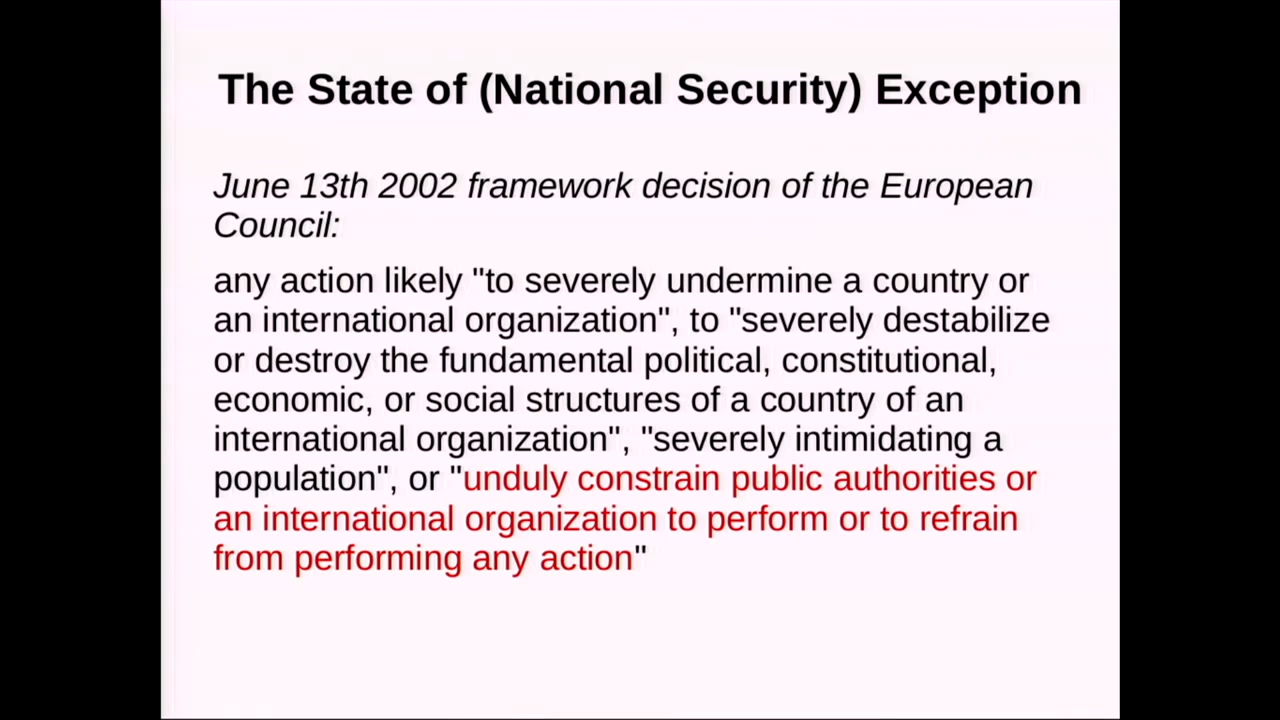 The State of (National Security) Exception
June 13th 2002 framework decision of the European
Council:
any action likely "to severely undermine a country or
an international organization", to "severely destabilize
or destroy the fundamental political, constitutional,
economic, or social structures of a country of an
international organization", "severely intimidating a
population", or "unduly constrain public authorities or
an international organization to perform or to refrain
from performing any action"